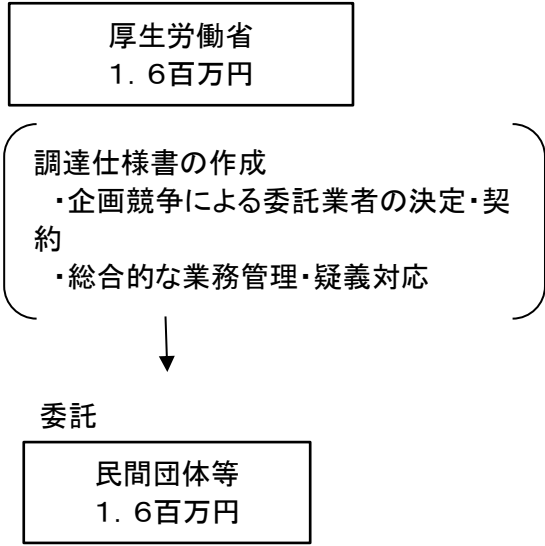 厚生労働省
１．６百万円
調達仕様書の作成
・企画競争による委託業者の決定・契
約
・総合的な業務管理・疑義対応
委託
民間団体等
１．６百万円